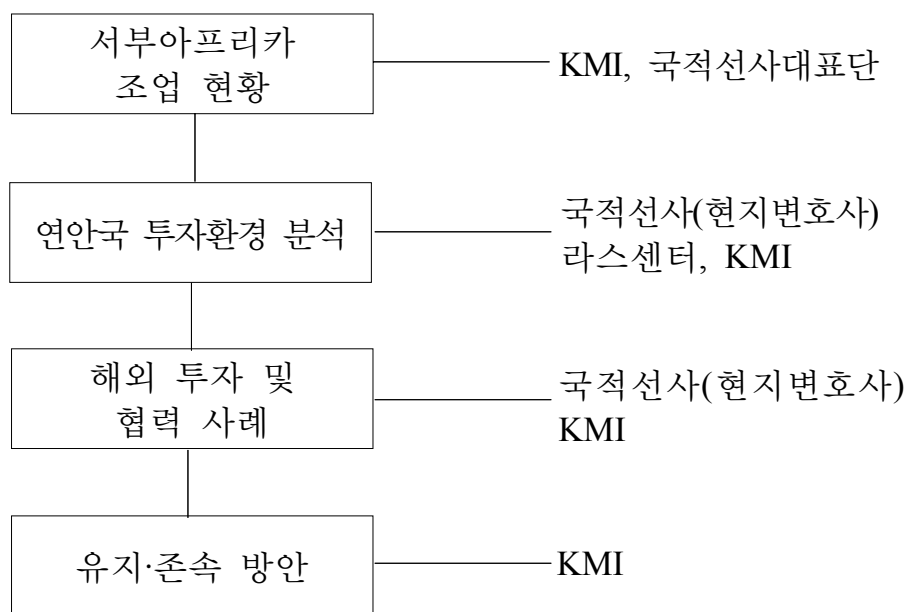 서부아프리카
조업 현황
KMI, 국적선사대표단
연안국 투자환경 분석
국적선사(현지변호사)
라스센터, KMI
해외 투자 및
협력 사례
국적선사(현지변호사)
KMI
유지·존속 방안
KMI